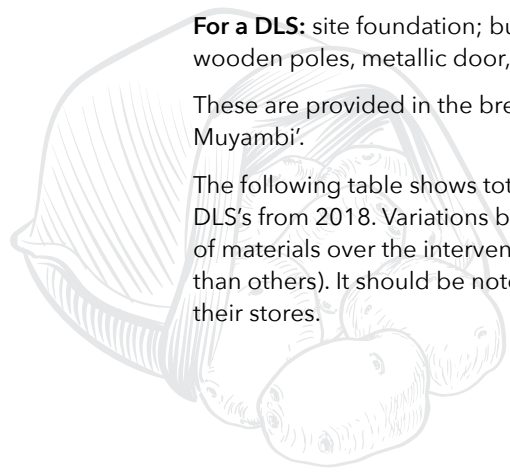 For a DLS: site foundation; bu
wooden poles, metallic door,
These are provided in the bre
Muyambi’.
The following table shows tot
DLS’s from 2018. Variations b
of materials over the interven
than others). It should be note
their stores.